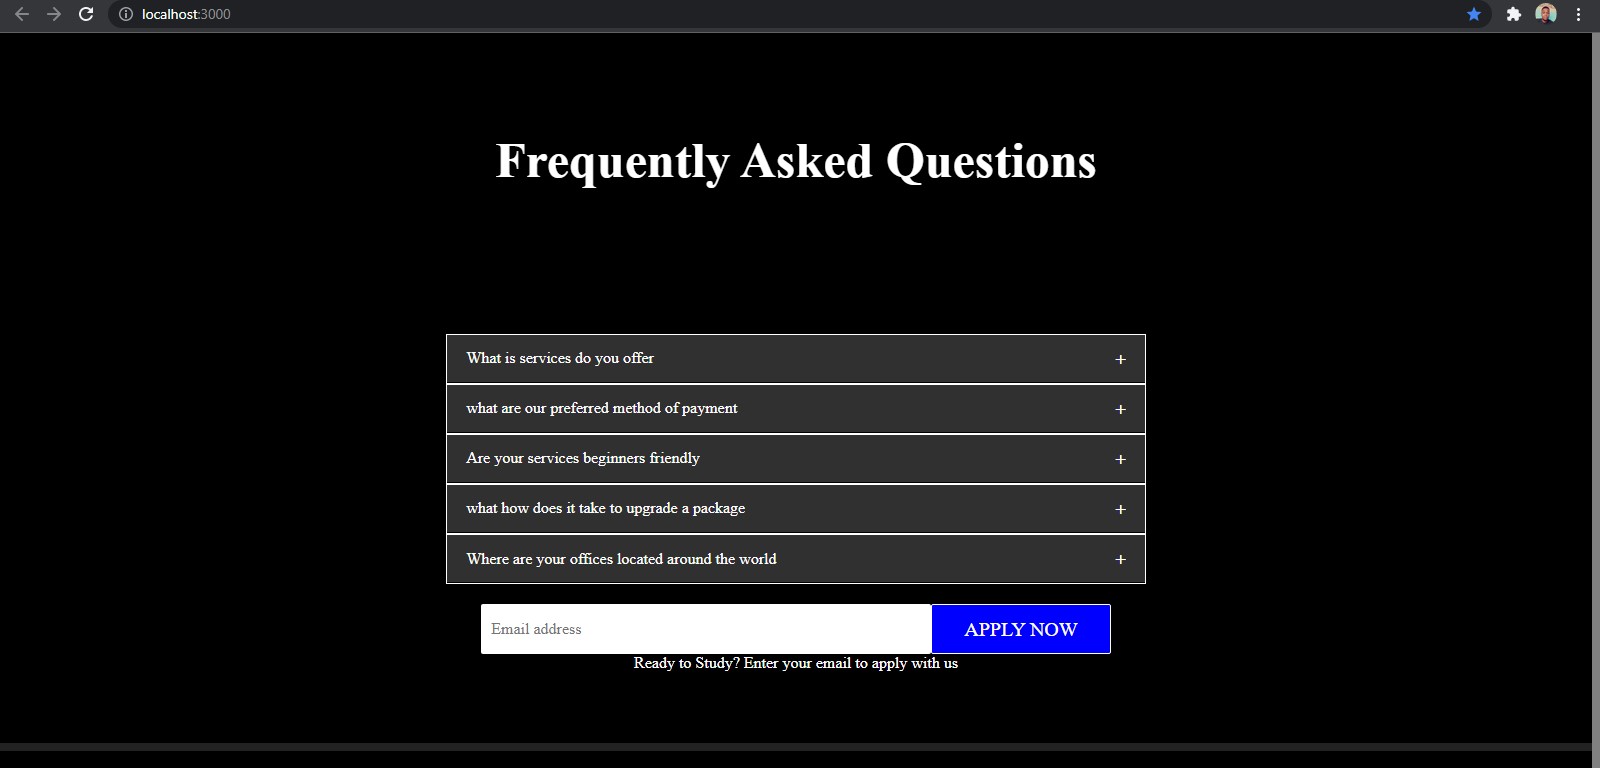 localhost:3000
Frequently Asked Questions
What is services do you offer +
what are our preferred method of payment +
Are your services beginners friendly +
what how does it take to upgrade a package +
Where are your offices located around the world +
Email address APPLY NOW
Ready to Study? Enter your email to apply with us